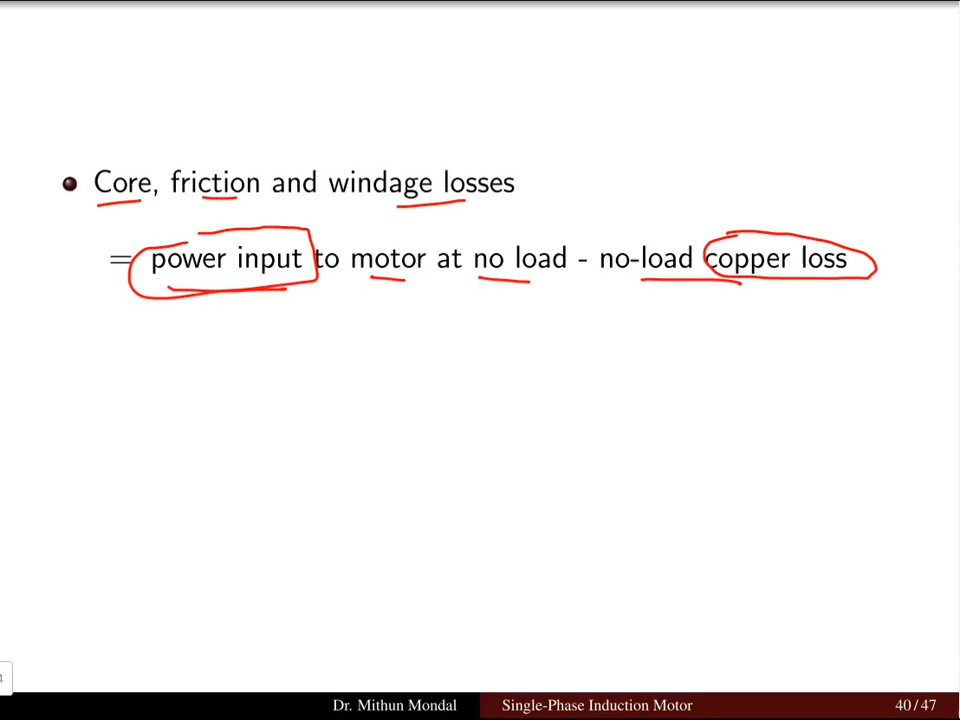 Core, friction and windage losses
= power input to motor at no load - no-load copper loss
4
Dr. Mithun Mondal Single-Phase Induction Motor 40 / 47